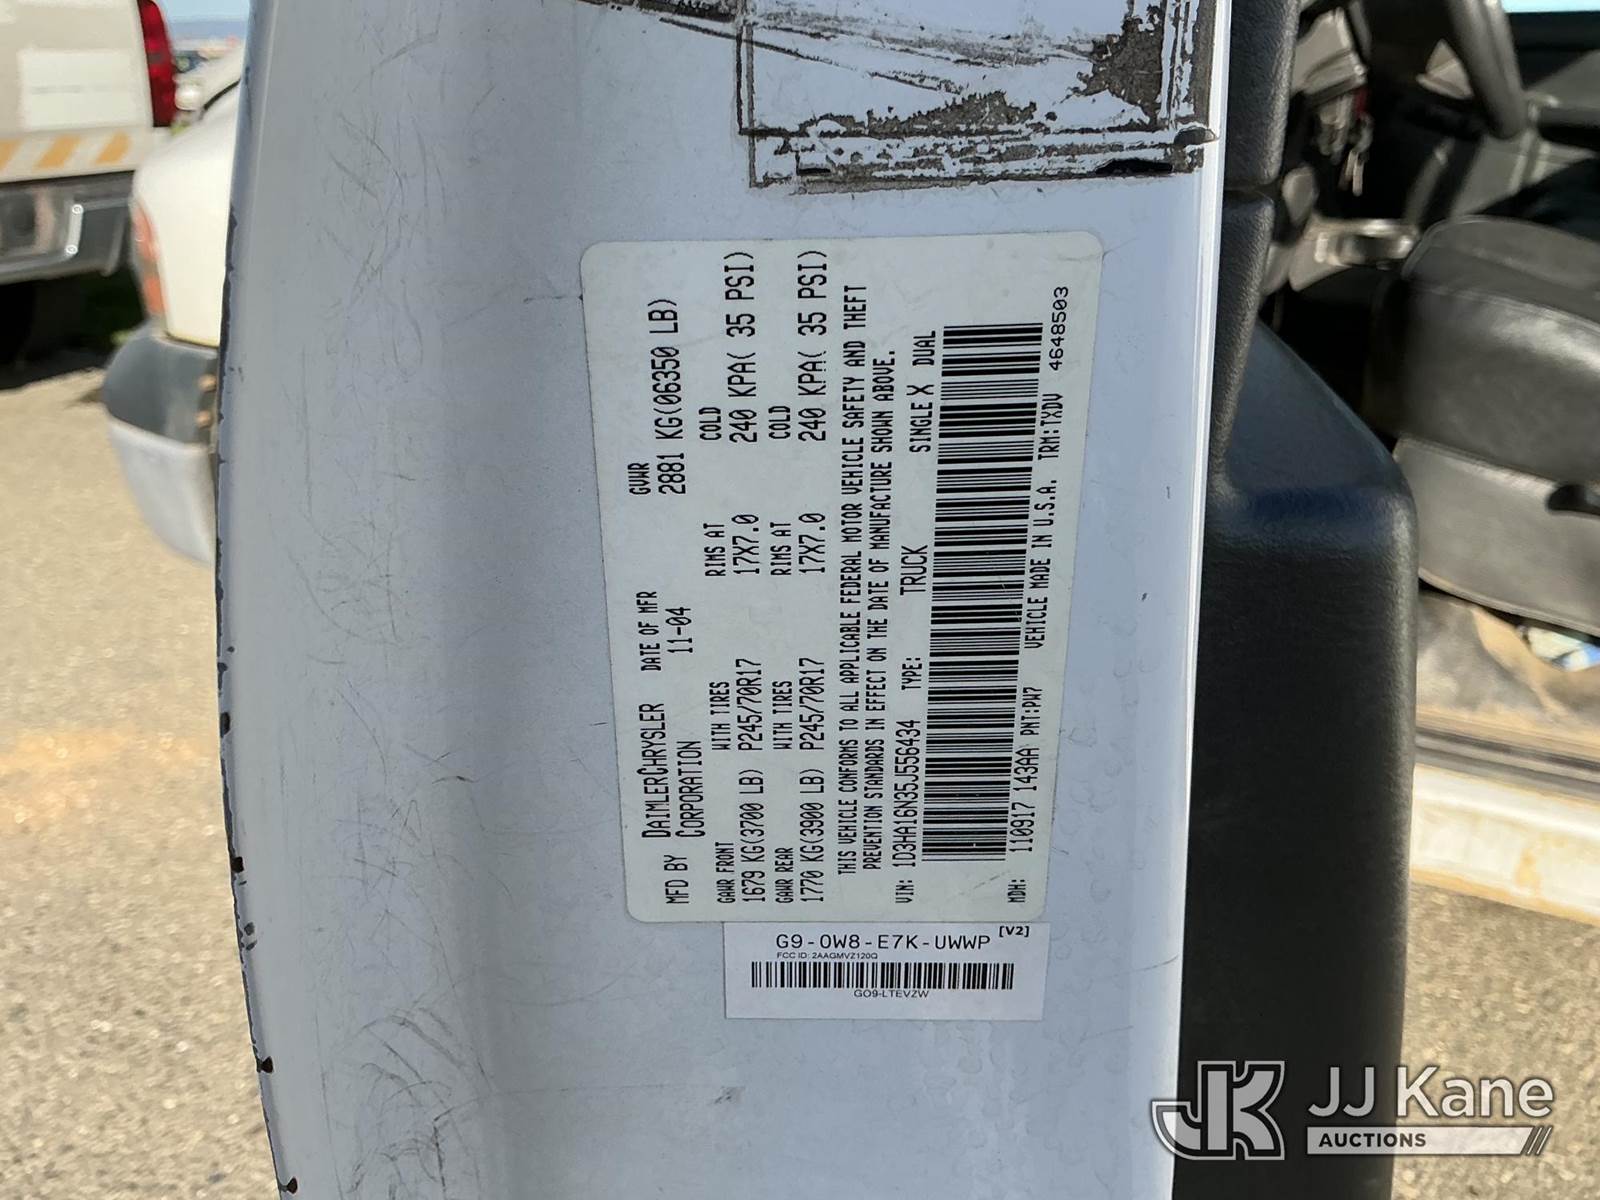 MFD BY DAIMLERCHRYSLER CORPORATION DATE OF MFR 11-04 GVWR 2881 KG(06350 LB)
GAWR FRONT WITH TIRES RIMS AT COLD
1679 KG(3700 LB) P245/70R17 17X7.0 240 KPA( 35 PSI)
GAWR REAR WITH TIRES RIMS AT COLD
1770 KG(3900 LB) P245/70R17 17X7.0 240 KPA( 35 PSI)
THIS VEHICLE CONFORMS TO ALL APPLICABLE FEDERAL MOTOR VEHICLE SAFETY AND THEFT
PREVENTION STANDARDS IN EFFECT ON THE DATE OF MANUFACTURE SHOWN ABOVE.
VIN: 1D3HA16N35J556434 TYPE: TRUCK SINGLE X DUAL
MDH: 110917 143AA PNT:PW7 VEHICLE MADE IN U.S.A. TRM:TXDV 4648503
G9-0W8-E7K-UWWP [V2]
FCC ID: 2AAGMVZ120Q
GO9-LTEVZW
JJ Kane
AUCTIONS